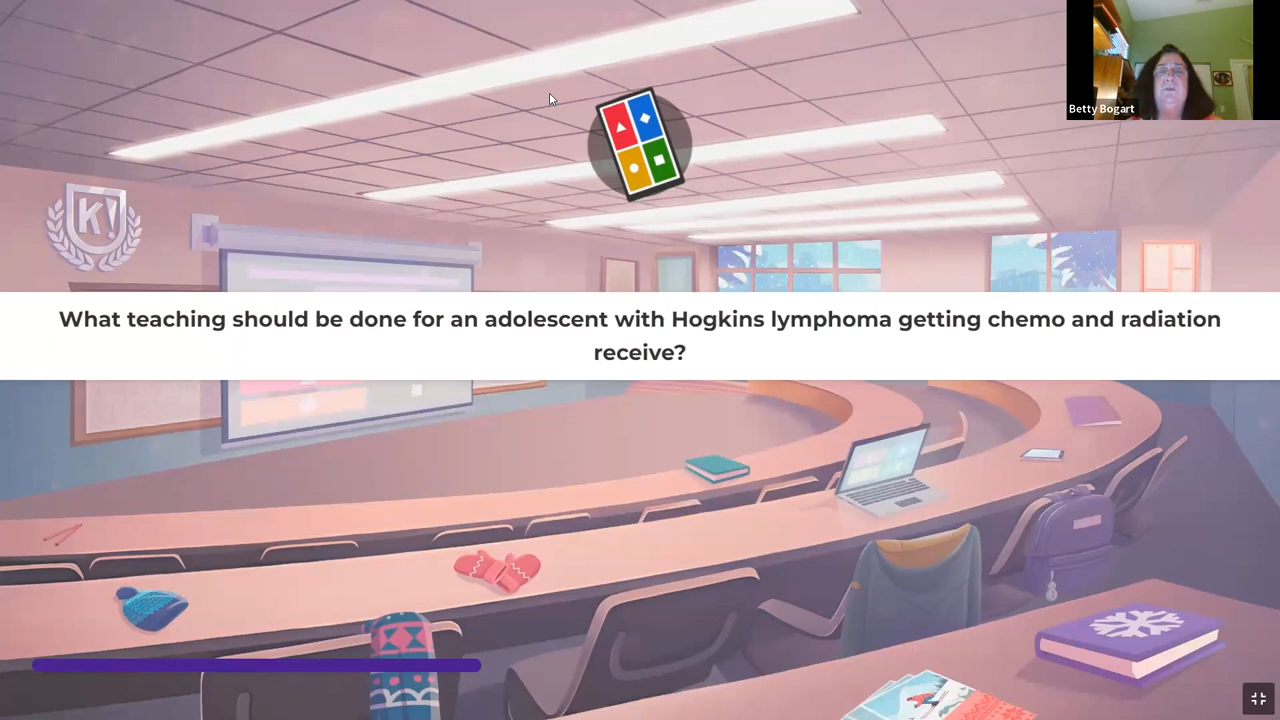 Betty Bogart
K!
What teaching should be done for an adolescent with Hogkins lymphoma getting chemo and radiation
receive?